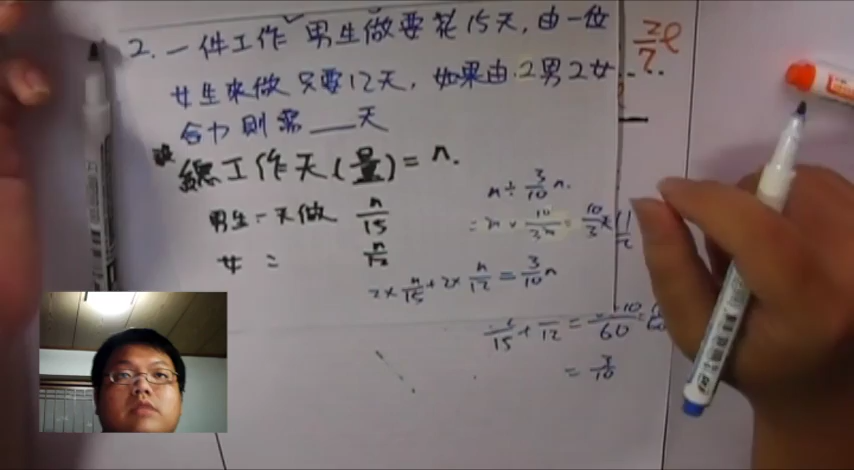 2. 一件工作 男生做要花15天，由一位
女生來做 只要12天，如果由 2男2女
合力則需___天
總工作天(量)= n.
男生一天做 n/15
女 = n/12
2× n/15 + 2× n/12 = 3/10 n
n ÷ 3/10 n.
= n × 10/3n = 10/3 天
/15 + /12 = 10/60 =
= 3/10
2/7 l